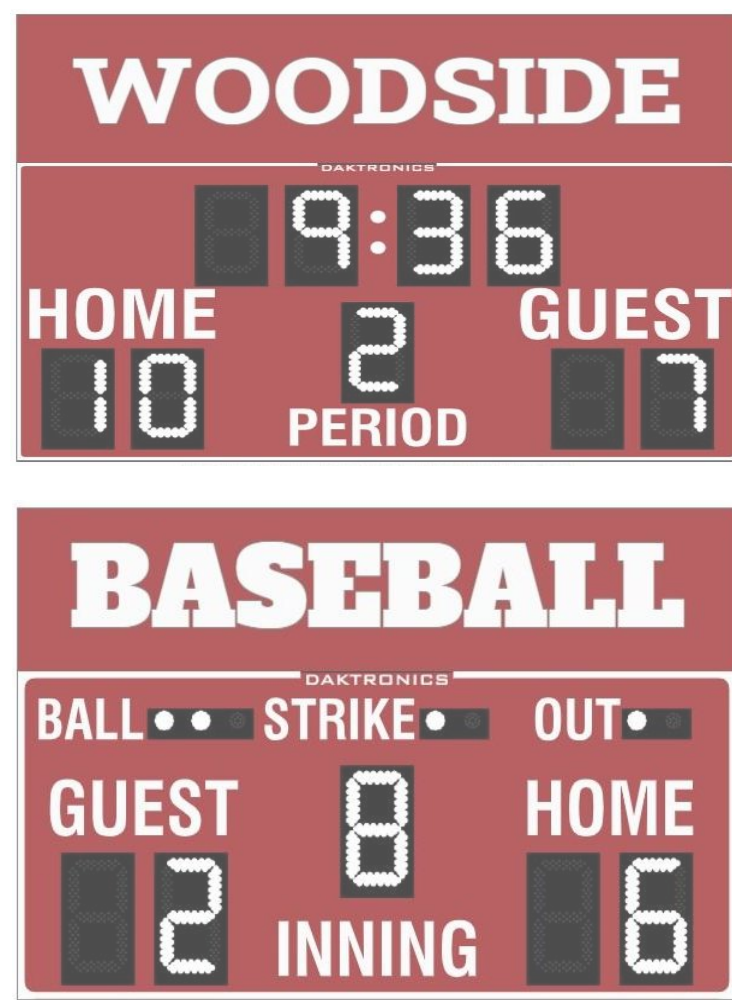 WOODSIDE
DAKTRONICS
9:36
HOME GUEST
2
10 7
PERIOD
BASEBALL
DAKTRONICS
BALL STRIKE OUT
GUEST HOME
8
2 6
INNING